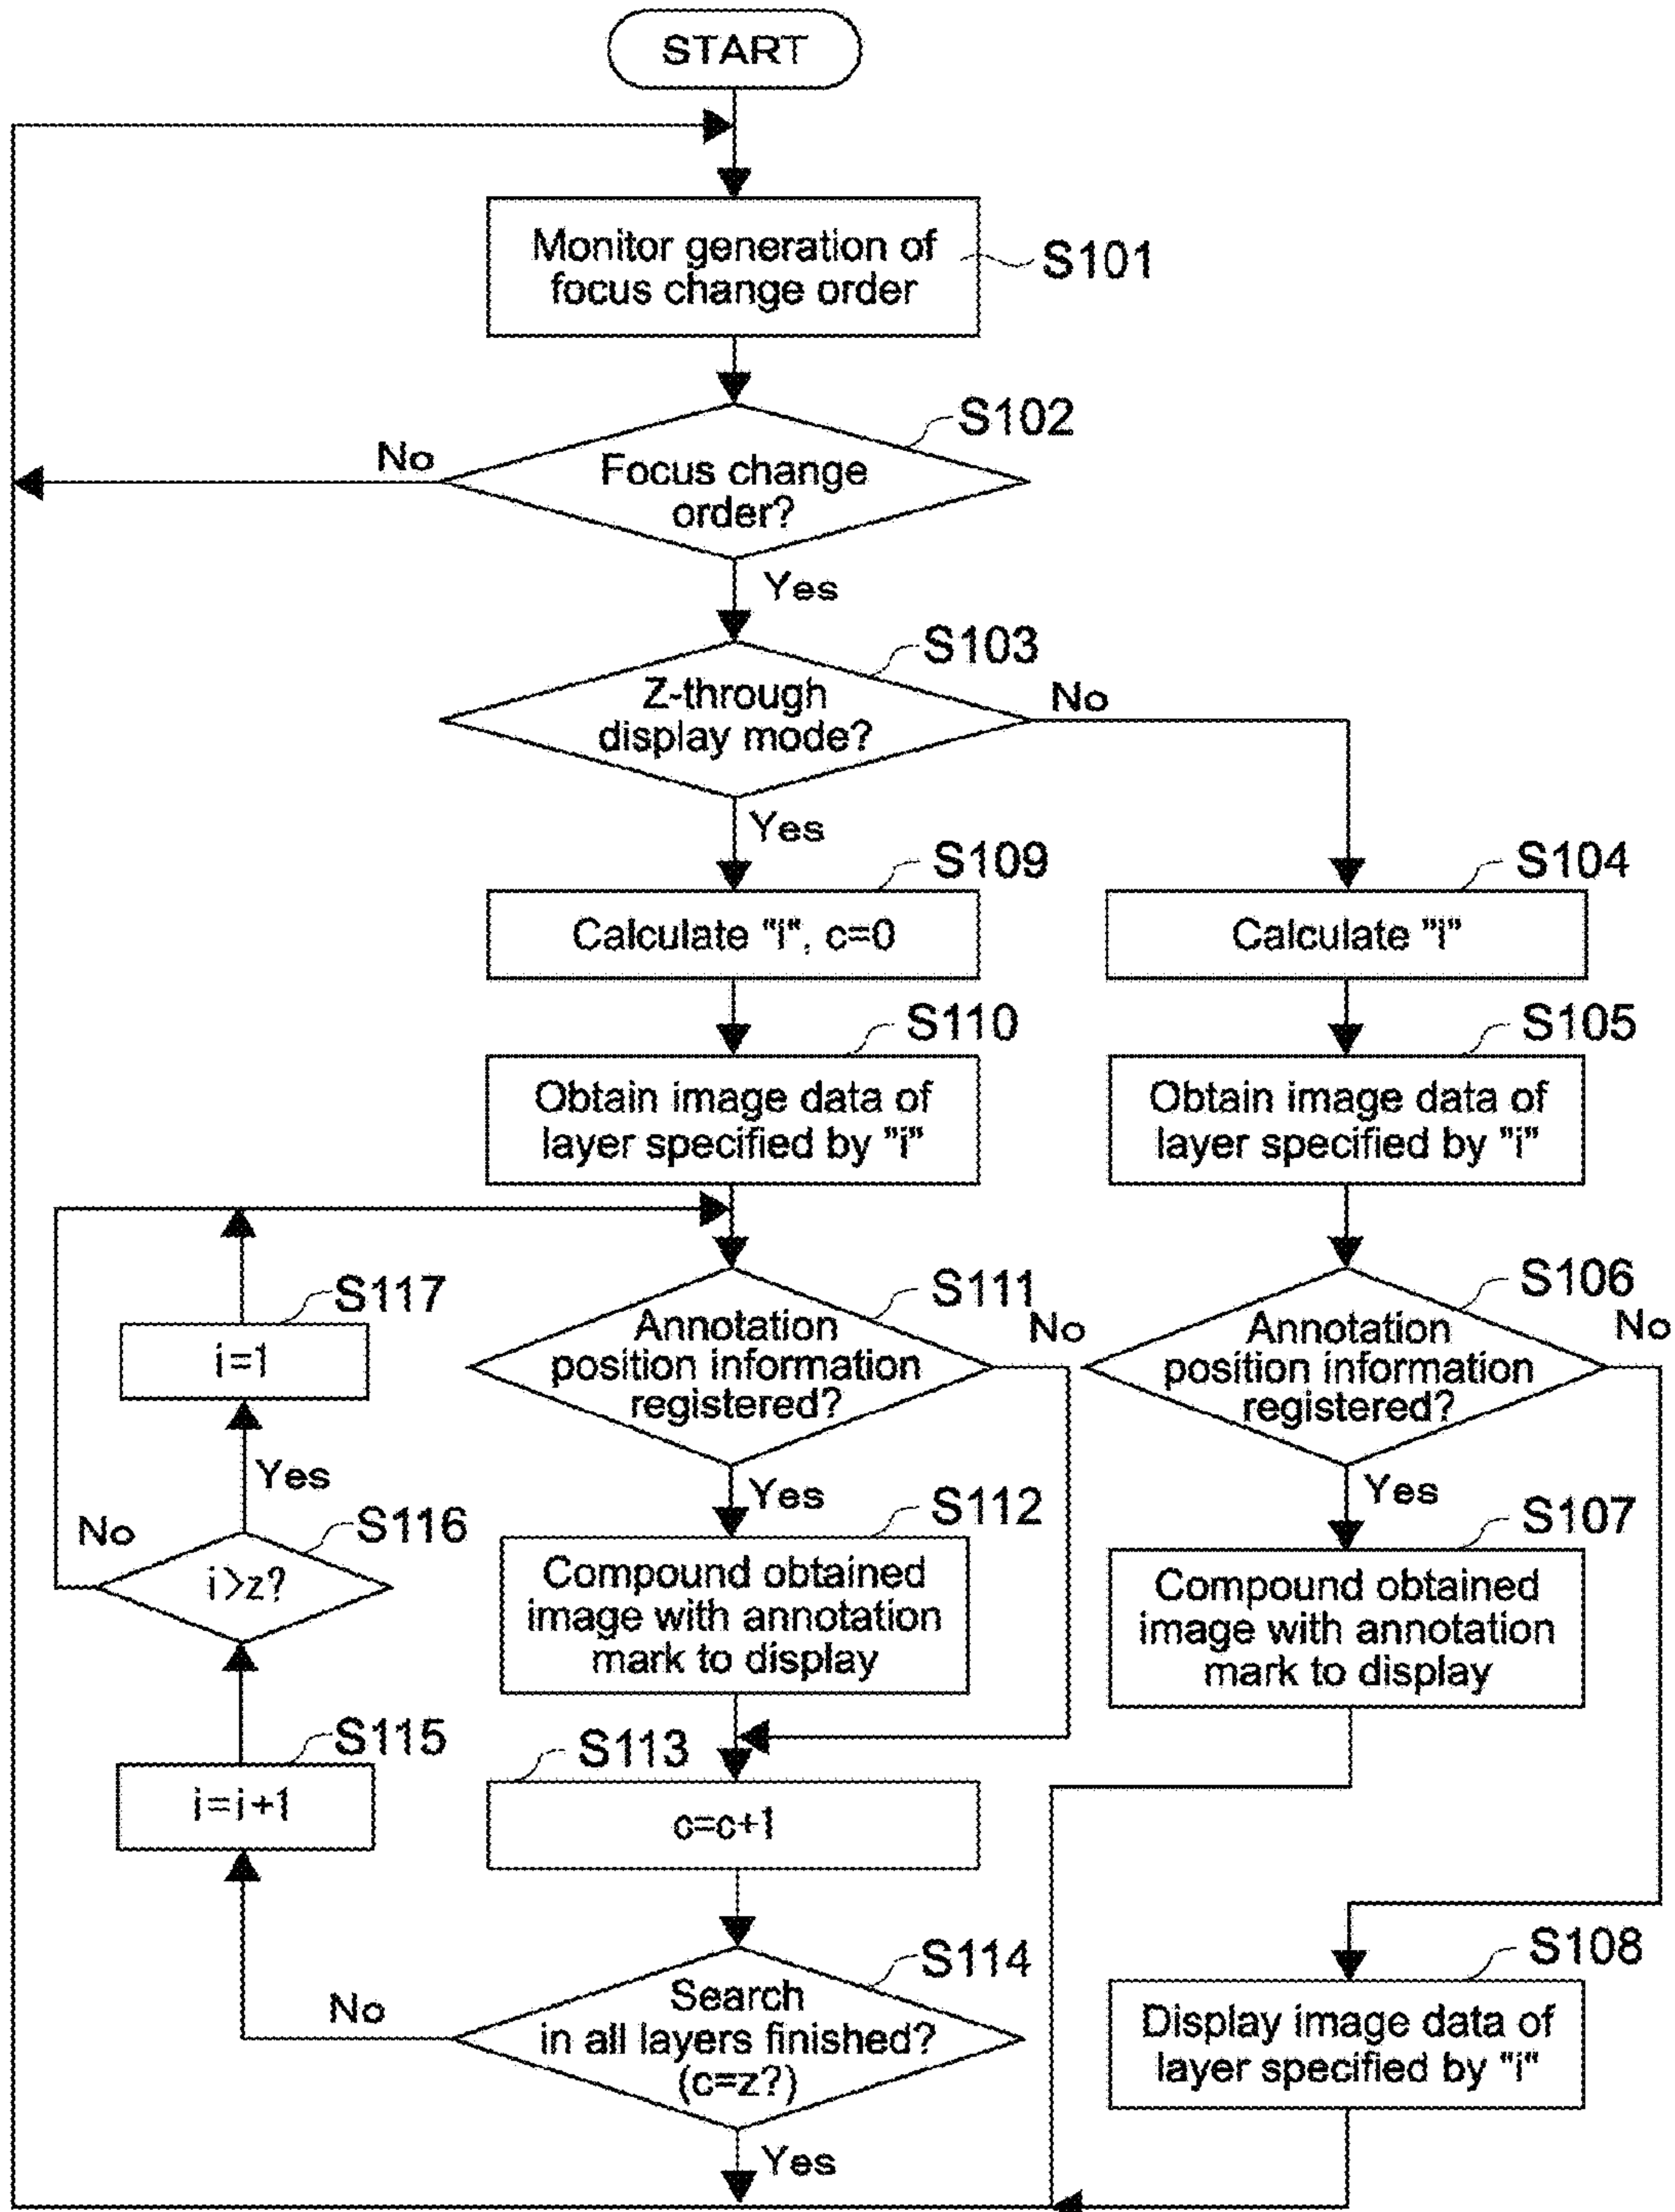 START
Monitor generation of
focus change order
S101
S102
No
Focus change
order?
Yes
S103
Z-through
display mode?
No
Yes
S109
Calculate "i", c=0
S104
Calculate "i"
S110
Obtain image data of
layer specified by "i"
S105
Obtain image data of
layer specified by "i"
S111
Annotation
position information
registered?
No
S106
Annotation
position information
registered?
No
S117
i=1
Yes
S116
No
i>z?
Yes
S112
Compound obtained
image with annotation
mark to display
Yes
S107
Compound obtained
image with annotation
mark to display
S115
i=i+1
S113
c=c+1
S114
No
Search
in all layers finished?
(c=z?)
Yes
S108
Display image data of
layer specified by "i"